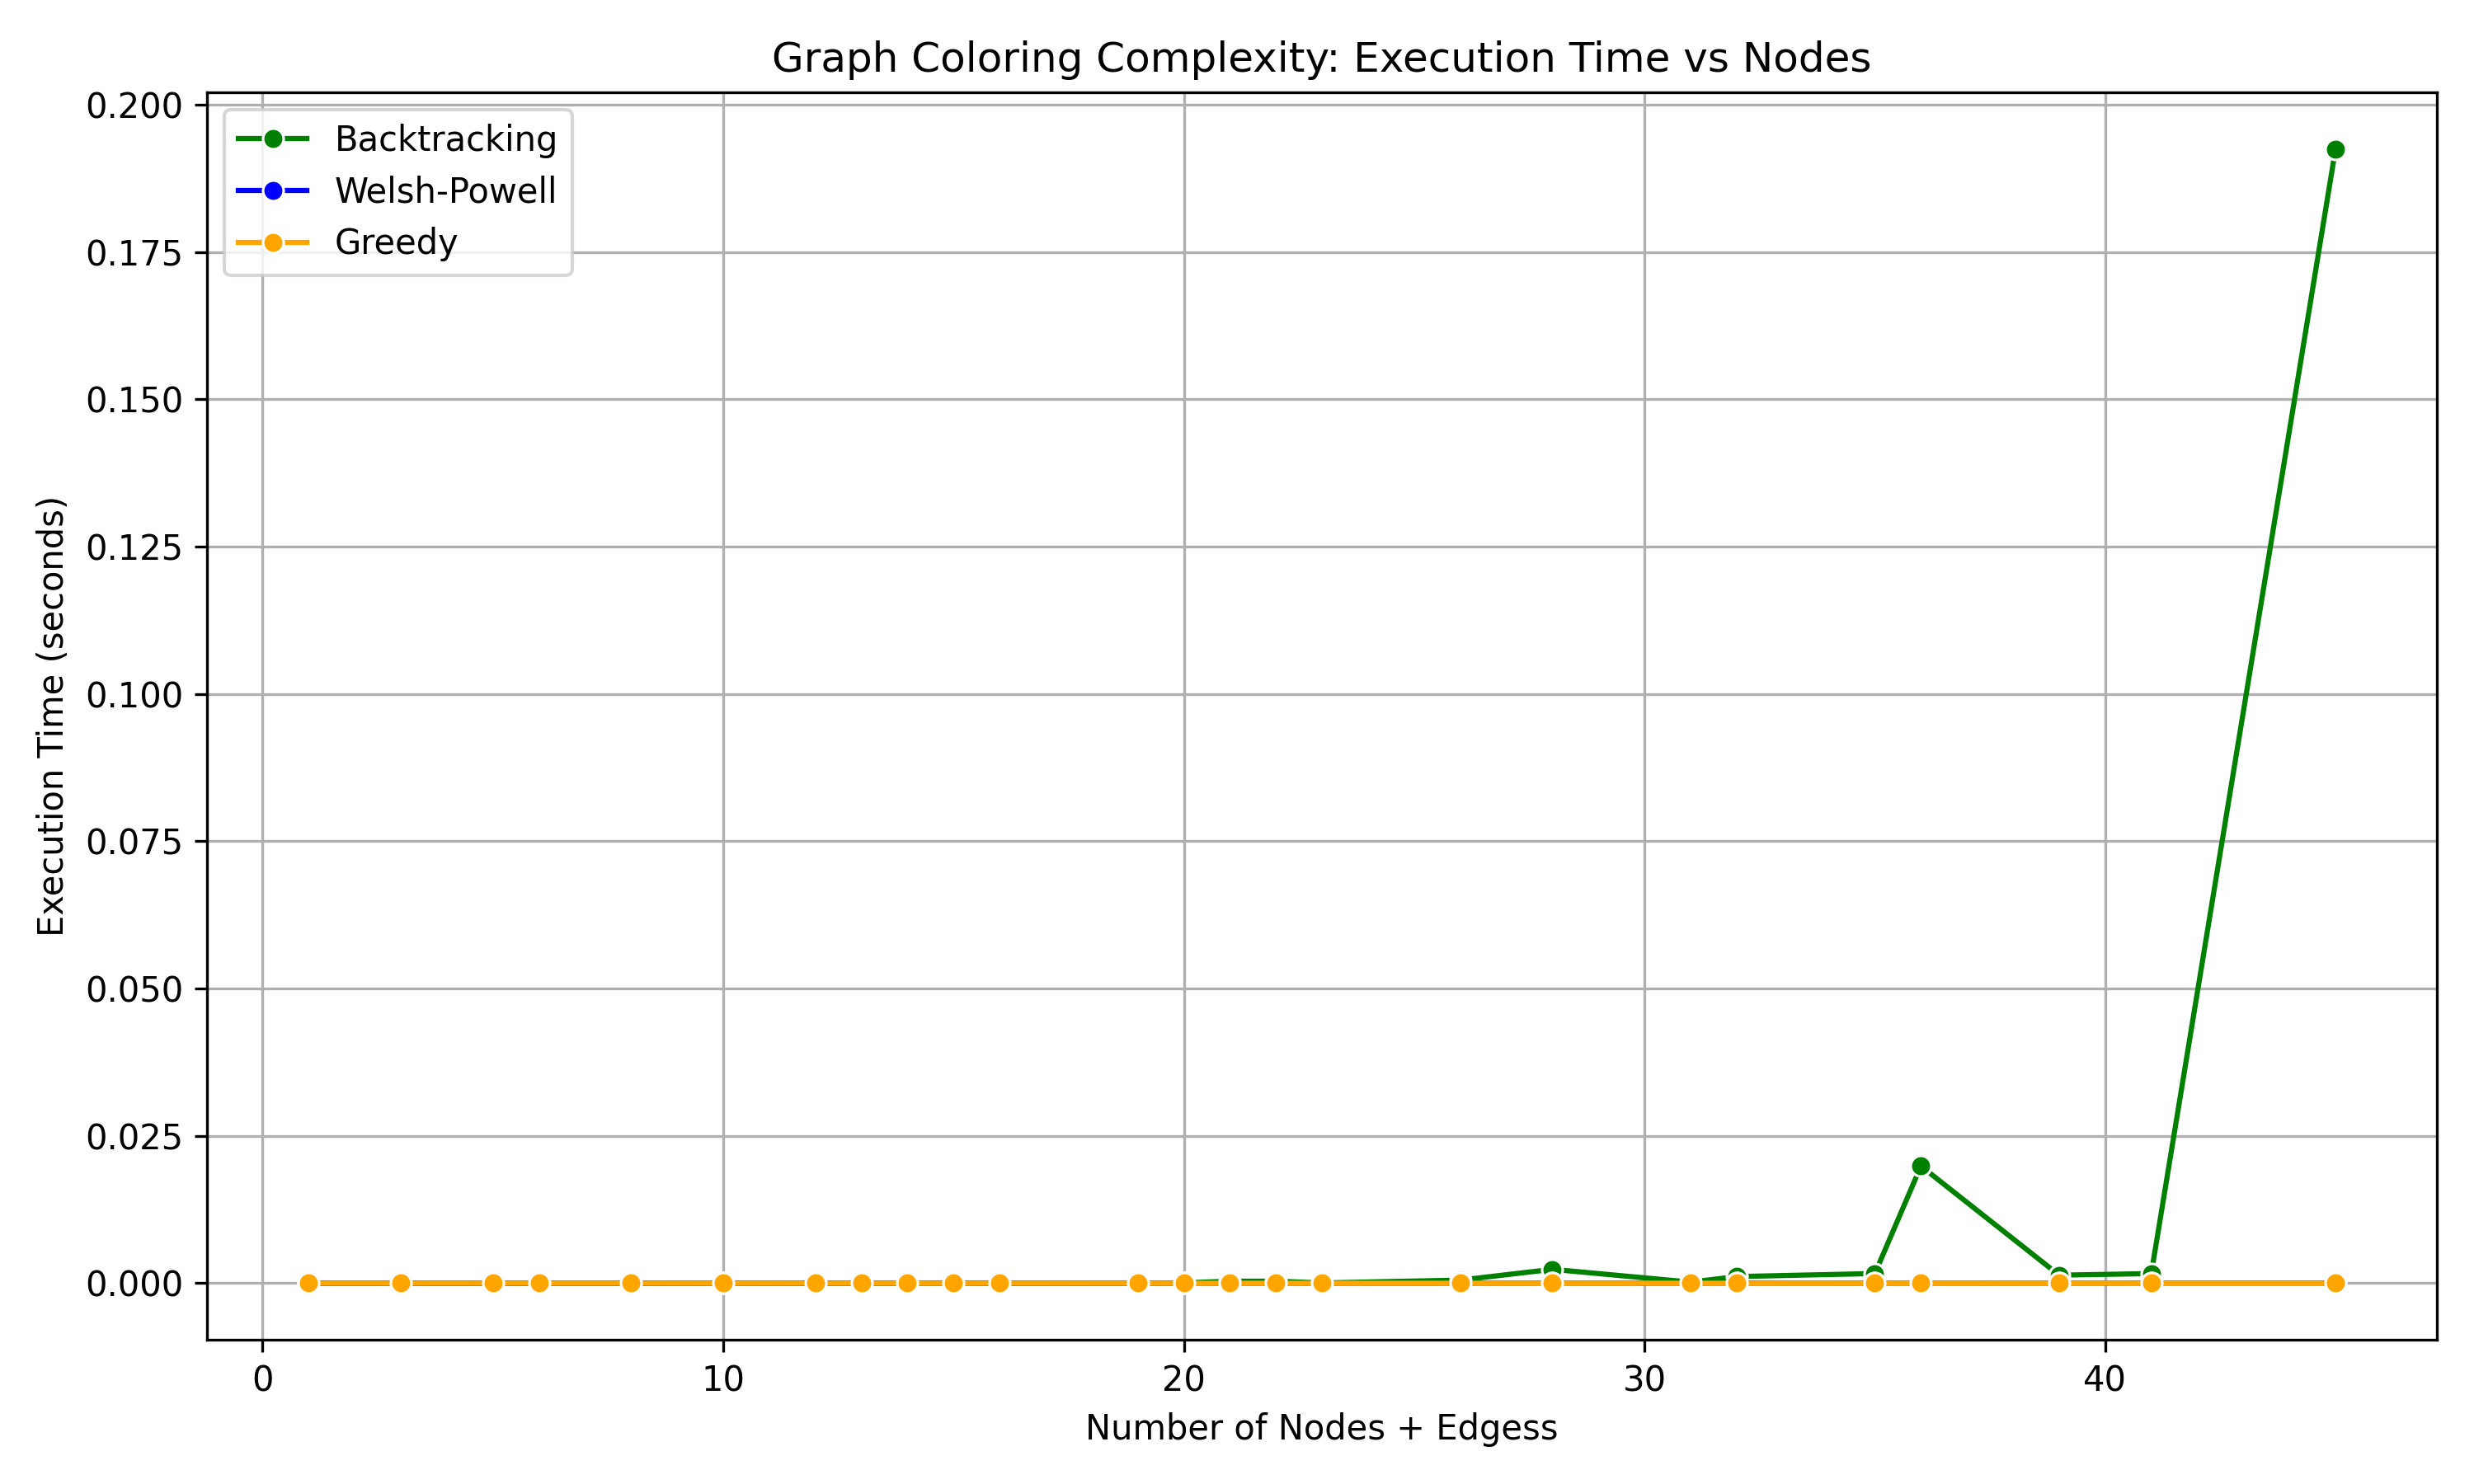 Graph Coloring Complexity: Execution Time vs Nodes
0.200
0.175
0.150
0.125
0.100
0.075
0.050
0.025
0.000
Execution Time (seconds)
Backtracking
Welsh-Powell
Greedy
0 10 20 30 40
Number of Nodes + Edgess